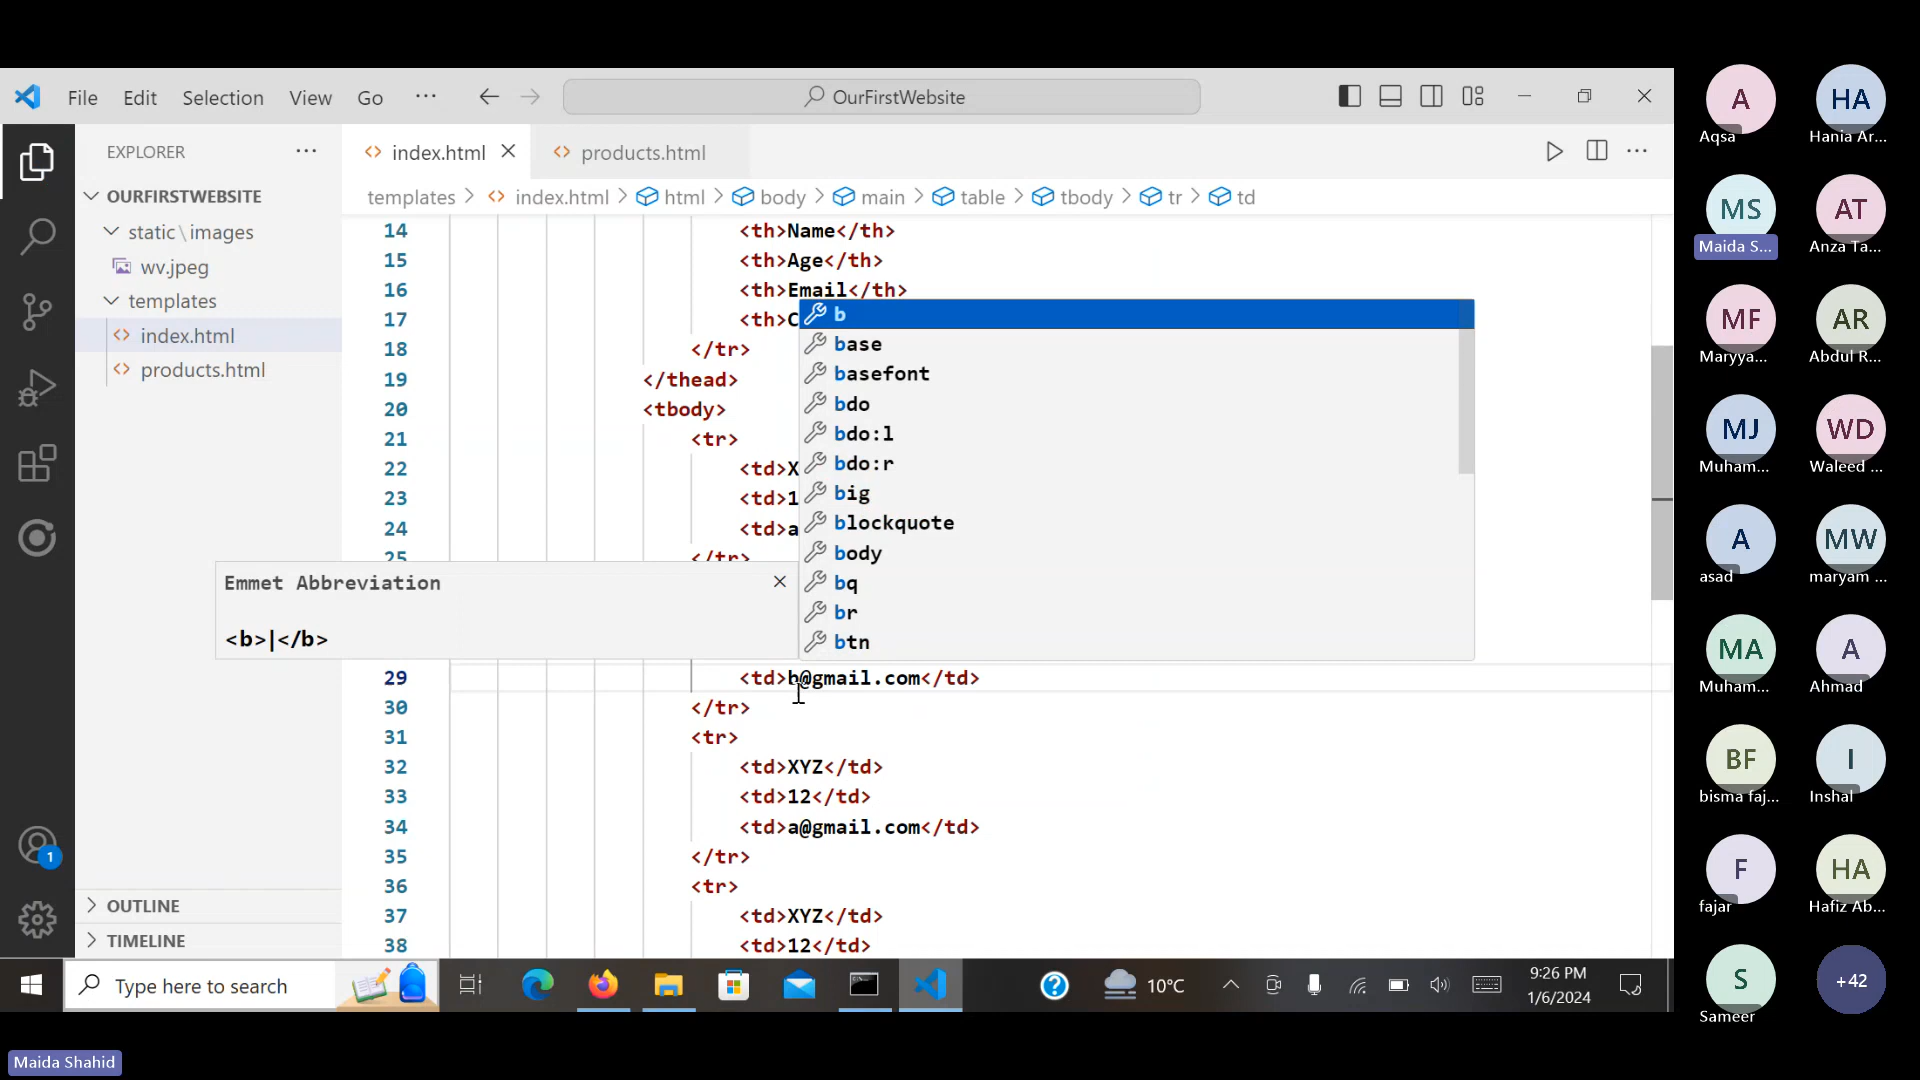 File Edit Selection View Go ··· OurFirstWebsite
EXPLORER ···
OURFIRSTWEBSITE
static\images
wv.jpeg
templates
index.html
products.html
OUTLINE
TIMELINE
index.html products.html
templates > index.html > html > body > main > table > tbody > tr > td
14 <th>Name</th>
15 <th>Age</th>
16 <th>Email</th>
17 <th>C
18 </tr>
19 </thead>
20 <tbody>
21 <tr>
22 <td>X
23 <td>1
24 <td>a
25 </tr>
b
base
basefont
bdo
bdo:l
bdo:r
big
blockquote
body
bq
br
btn
Emmet Abbreviation
<b>|</b>
29 <td>b@gmail.com</td>
30 </tr>
31 <tr>
32 <td>XYZ</td>
33 <td>12</td>
34 <td>a@gmail.com</td>
35 </tr>
36 <tr>
37 <td>XYZ</td>
38 <td>12</td>
1
Type here to search
10°C
9:26 PM
1/6/2024
A HA
Aqsa Hania Ar...
MS AT
Maida S... Anza Ta...
MF AR
Maryya... Abdul R...
MJ WD
Muham... Waleed ...
A MW
asad maryam ...
MA A
Muham... Ahmad
BF I
bisma faj... Inshal
F HA
fajar Hafiz Ab...
S +42
Sameer
Maida Shahid